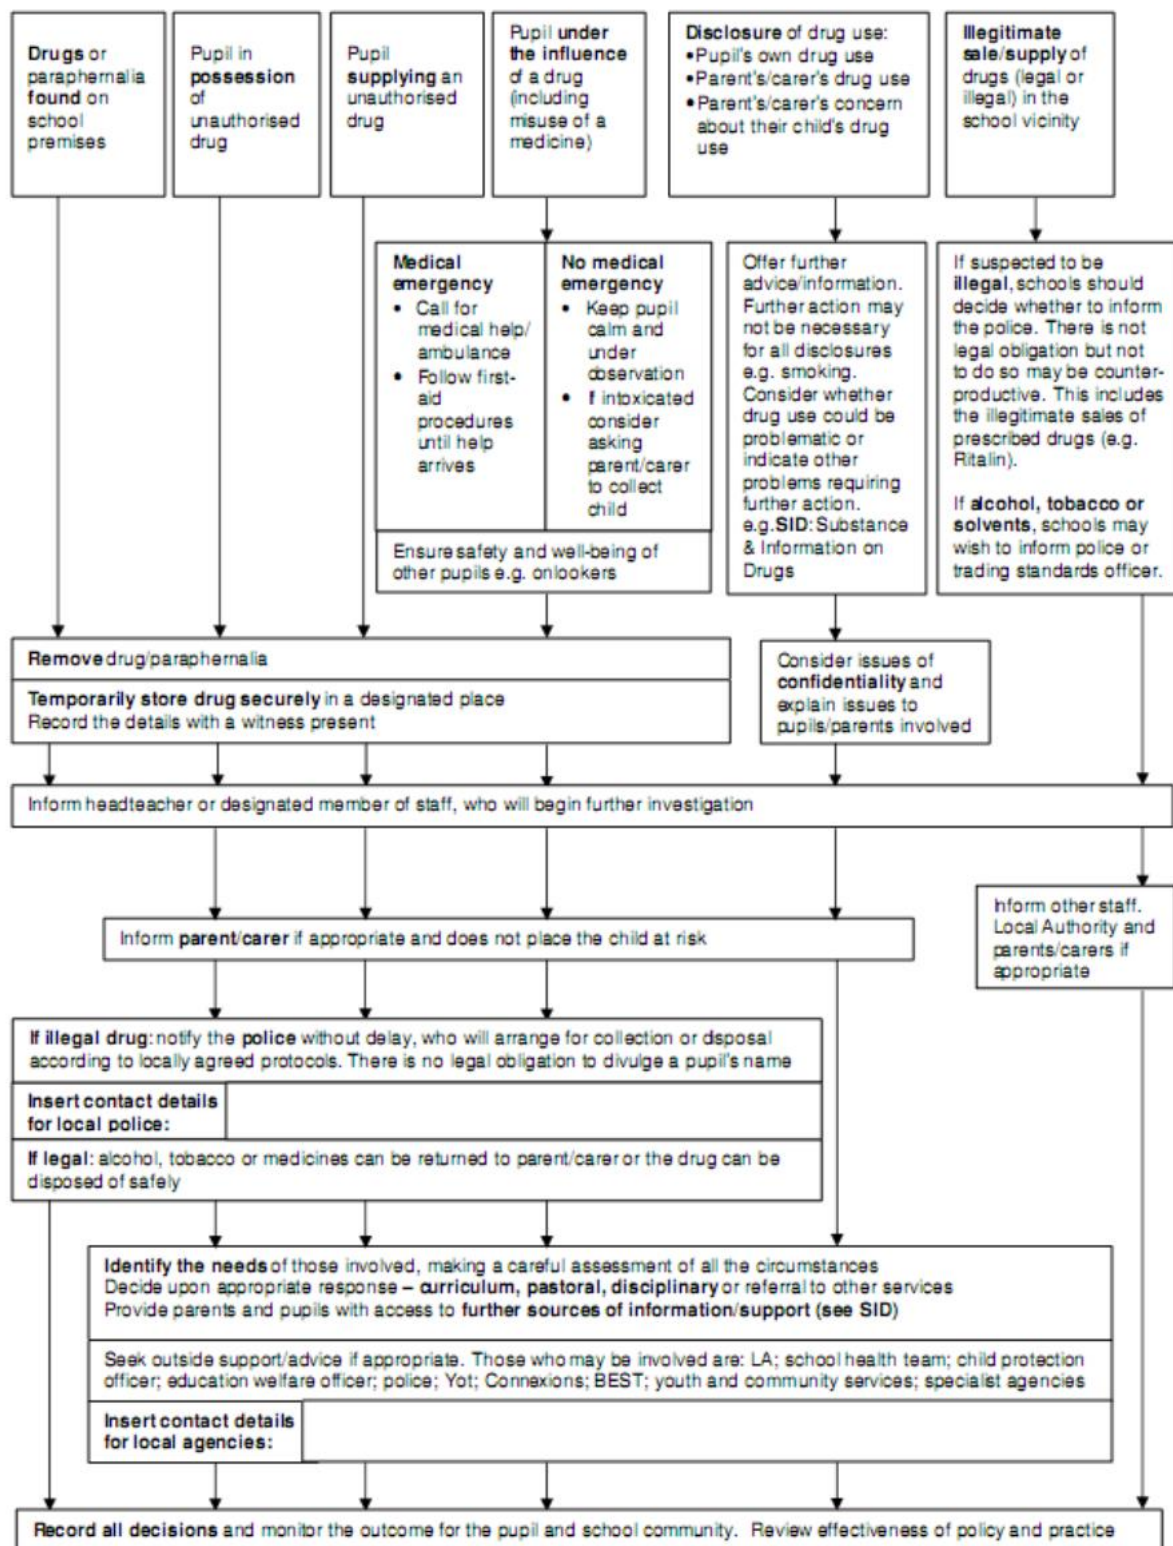 Drugs or
paraphernalia
found on
school
premises
Pupil in
possession
of
unauthorised
drug
Pupil
supplying an
unauthorised
drug
Pupil under
the influence
of a drug
(including
misuse of a
medicine)
Disclosure of drug use:
•Pupil's own drug use
•Parent's/carer's drug use
•Parent's/carer's concern
about their child's drug
use
Illegitimate
sale/supply of
drugs (legal or
illegal) in the
school vicinity
Medical
emergency
• Call for
medical help/
ambulance
• Follow first-
aid
procedures
until help
arrives
No medical
emergency
• Keep pupil
calm and
under
observation
• If intoxicated
consider
asking
parent/carer
to collect
child
Ensure safety and well-being of
other pupils e.g. onlookers
Offer further
advice/information.
Further action may
not be necessary
for all disclosures
e.g. smoking.
Consider whether
drug use could be
problematic or
indicate other
problems requiring
further action.
e.g.SID: Substance
& Information on
Drugs
If suspected to be
illegal, schools should
decide whether to inform
the police. There is not
legal obligation but not
to do so may be counter-
productive. This includes
the illegitimate sales of
prescribed drugs (e.g.
Ritalin).
If alcohol, tobacco or
solvents, schools may
wish to inform police or
trading standards officer.
Remove drug/paraphernalia
Temporarily store drug securely in a designated place
Record the details with a witness present
Consider issues of
confidentiality and
explain issues to
pupils/parents involved
Inform headteacher or designated member of staff, who will begin further investigation
Inform parent/carer if appropriate and does not place the child at risk
Inform other staff.
Local Authority and
parents/carers if
appropriate
If illegal drug: notify the police without delay, who will arrange for collection or disposal
according to locally agreed protocols. There is no legal obligation to divulge a pupil's name
Insert contact details
for local police:
If legal: alcohol, tobacco or medicines can be returned to parent/carer or the drug can be
disposed of safely
Identify the needs of those involved, making a careful assessment of all the circumstances
Decide upon appropriate response – curriculum, pastoral, disciplinary or referral to other services
Provide parents and pupils with access to further sources of information/support (see SID)
Seek outside support/advice if appropriate. Those who may be involved are: LA; school health team; child protection
officer; education welfare officer; police; Yot; Connexions; BEST; youth and community services; specialist agencies
Insert contact details
for local agencies:
Record all decisions and monitor the outcome for the pupil and school community. Review effectiveness of policy and practice